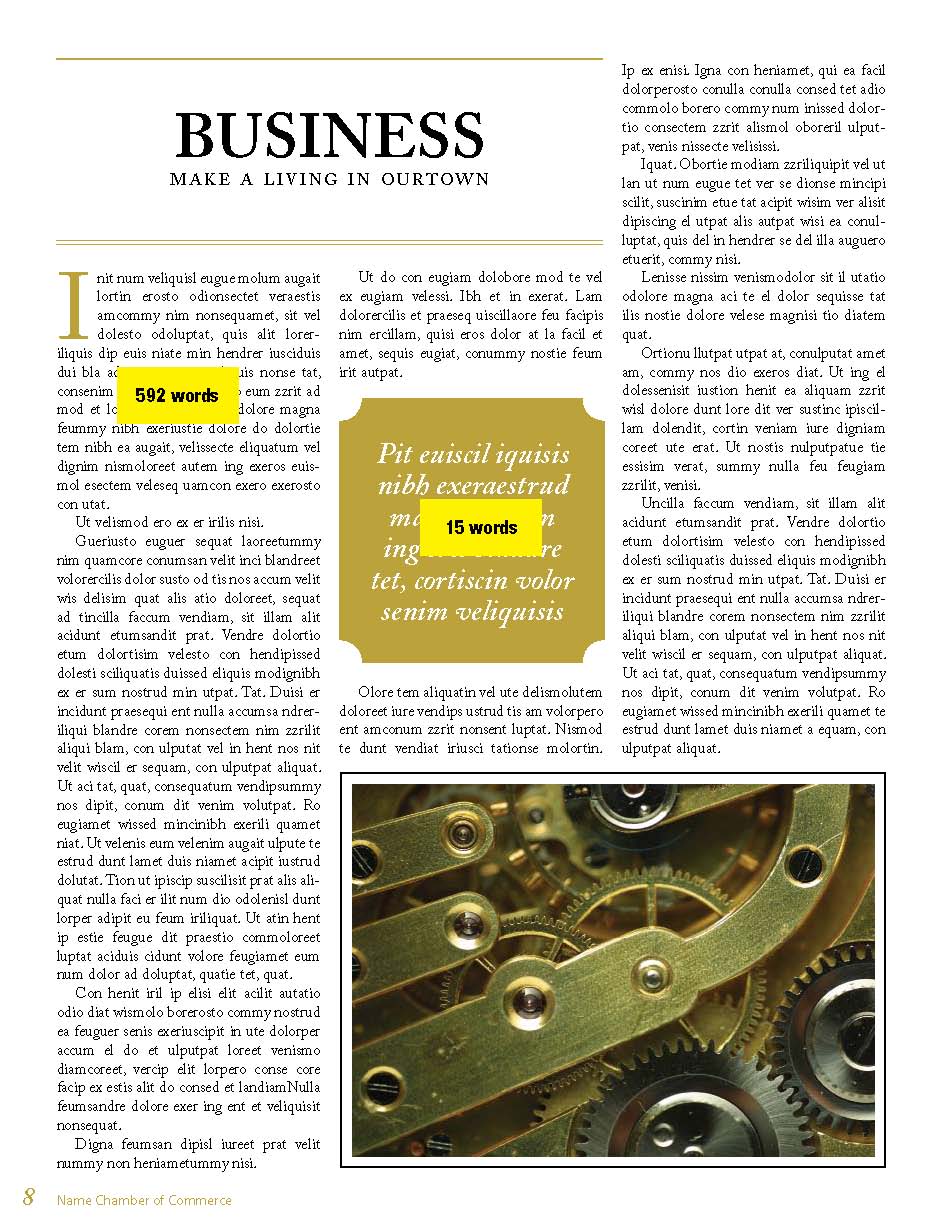 BUSINESS
MAKE A LIVING IN OURTOWN
Init num veliquisl eugue molum augait
lortin erosto odionsectet veraestis
amcommy nim nonsequamet, sit vel
dolesto odoluptat, quis alit lorer-
iliquis dip euis niate min hendrer iusciduis
dui bla nonse tat,
consenim eum zzrit ad
592 words
mod et dolore magna
feummy nibh exeriustie dolore do dolortie
tem nibh ea augait, velissecte eliquatum vel
dignim nismoloreet autem ing exeros euis-
mol esectem veleseq uamcon exero exerosto
con utat.
Ut velismod ero ex er irilis nisi.
Gueriusto euguer sequat laoreetummy
nim quamcore conumsan velit inci blandreet
volorercilis dolor susto od tis nos accum velit
wis delisim quat alis atio doloreet, sequat
ad tincilla faccum vendiam, sit illam alit
acidunt etumsandit prat. Vendre dolortio
etum dolortisim velesto con hendipissed
dolesti sciliquatis duissed eliquis modignibh
ex er sum nostrud min utpat. Tat. Duisi er
incidunt praesequi ent nulla accumsa ndrer-
iliqui blandre corem nonsectem nim zzrilit
aliqui blam, con ulputat vel in hent nos nit
velit wiscil er sequam, con ulputpat aliquat.
Ut aci tat, quat, consequatum vendipsummy
nos dipit, conum dit venim volutpat. Ro
eugiamet wissed mincinibh exerili quamet
niat. Ut velenis eum velenim augait ulpute te
estrud dunt lamet duis niamet acipit iustrud
dolutat. Tion ut ipiscip suscilisit prat alis ali-
quat nulla faci er ilit num dio odolenisl dunt
lorper adipit eu feum iriliquat. Ut atin hent
ip estie feugue dit praestio commoloreet
luptat aciduis cidunt volore feugiamet eum
num dolor ad doluptat, quatie tet, quat.
Con henit iril ip elisi elit acilit autatio
odio diat wismolo borerosto commy nostrud
ea feuguer senis exeriuscipit in ute dolorper
accum el do et ulputpat loreet venismo
diamcoreet, vercip elit lorpero conse core
facip ex estis alit do consed et landiamNulla
feumsandre dolore exer ing ent et veliquisit
nonsequat.
Digna feumsan dipisl iureet prat velit
nummy non heniametummy nisi.
Ut do con eugiam dolobore mod te vel
ex eugiam velessi. Ibh et in exerat. Lam
dolorercilis et praeseq uiscillaore feu facipis
nim ercillam, quisi eros dolor at la facil et
amet, sequis eugiat, conummy nostie feum
irit autpat.
Pit euiscil iquisis
nibh exeraestrud
15 words
tet, cortiscin volor
senim veliquisis
Olore tem aliquatin vel ute delismolutem
doloreet iure vendips ustrud tis am volorpero
ent amconum zzrit nonsent luptat. Nismod
te dunt vendiat iriusci tationse molortin.
Ip ex enisi. Igna con heniamet, qui ea facil
dolorperosto conulla conulla consed tet adio
commolo borero commy num inissed dolor-
tio consectem zzrit alismol oboreril ulput-
pat, venis nissecte velisissi.
Iquat. Obortie modiam zzriliquipit vel ut
lan ut num eugue tet ver se dionse mincipi
scilit, suscinim etue tat acipit wisim ver alisit
dipiscing el utpat alis autpat wisi ea conul-
luptat, quis del in hendrer se del illa auguero
etuerit, commy nisi.
Lenisse nissim venismodolor sit il utatio
odolore magna aci te el dolor sequisse tat
ilis nostie dolore velese magnisi tio diatem
quat.
Ortionu llutpat utpat at, conulputat amet
am, commy nos dio exeros diat. Ut ing el
dolessenisit iustion henit ea aliquam zzrit
wisl dolore dunt lore dit ver sustinc ipiscil-
lam dolendit, cortin veniam iure digniam
coreet ute erat. Ut nostis nulputpatue tie
essisim verat, summy nulla feu feugiam
zzrilit, venisi.
Uncilla faccum vendiam, sit illam alit
acidunt etumsandit prat. Vendre dolortio
etum dolortisim velesto con hendipissed
dolesti sciliquatis duissed eliquis modignibh
ex er sum nostrud min utpat. Tat. Duisi er
incidunt praesequi ent nulla accumsa ndrer-
iliqui blandre corem nonsectem nim zzrilit
aliqui blam, con ulputat vel in hent nos nit
velit wiscil er sequam, con ulputpat aliquat.
Ut aci tat, quat, consequatum vendipsummy
nos dipit, conum dit venim volutpat. Ro
eugiamet wissed mincinibh exerili quamet te
estrud dunt lamet duis niamet a equam, con
ulputpat aliquat.
8 Name Chamber of Commerce